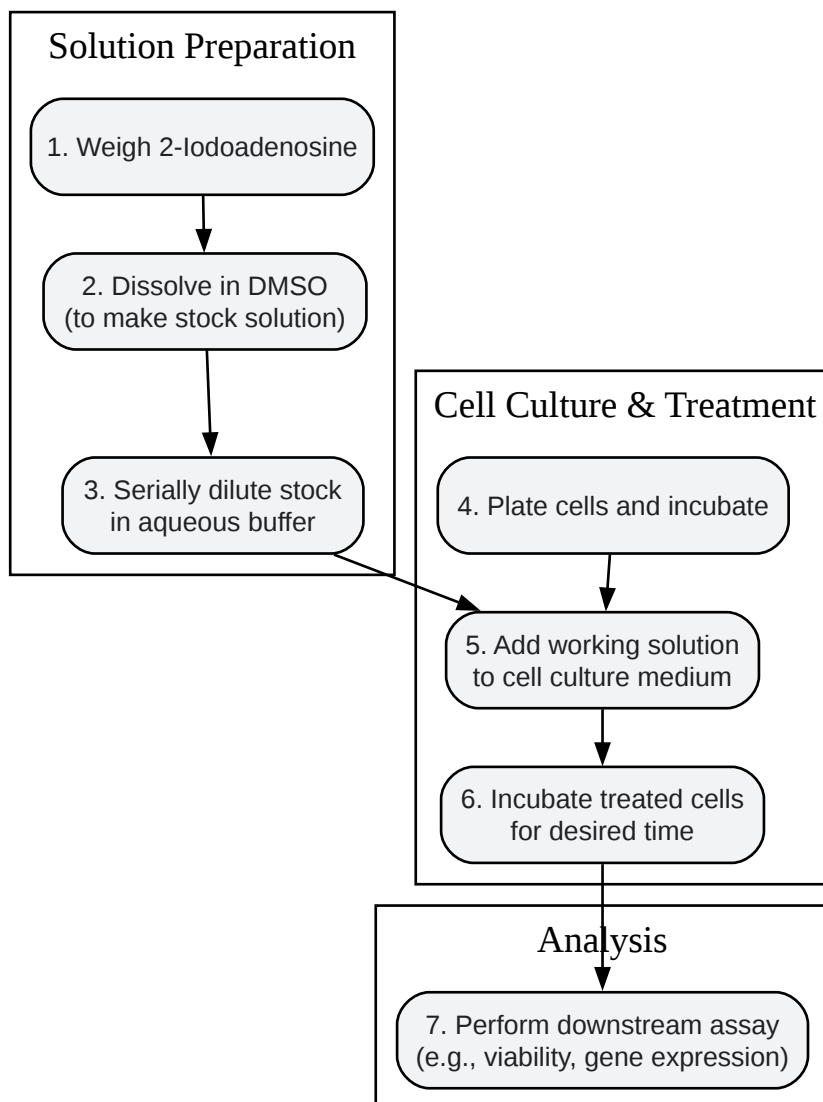 Solution Preparation
1. Weigh 2-Iodoadenosine
2. Dissolve in DMSO
(to make stock solution)
3. Serially dilute stock
in aqueous buffer
Cell Culture & Treatment
4. Plate cells and incubate
5. Add working solution
to cell culture medium
6. Incubate treated cells
for desired time
Analysis
7. Perform downstream assay
(e.g., viability, gene expression)